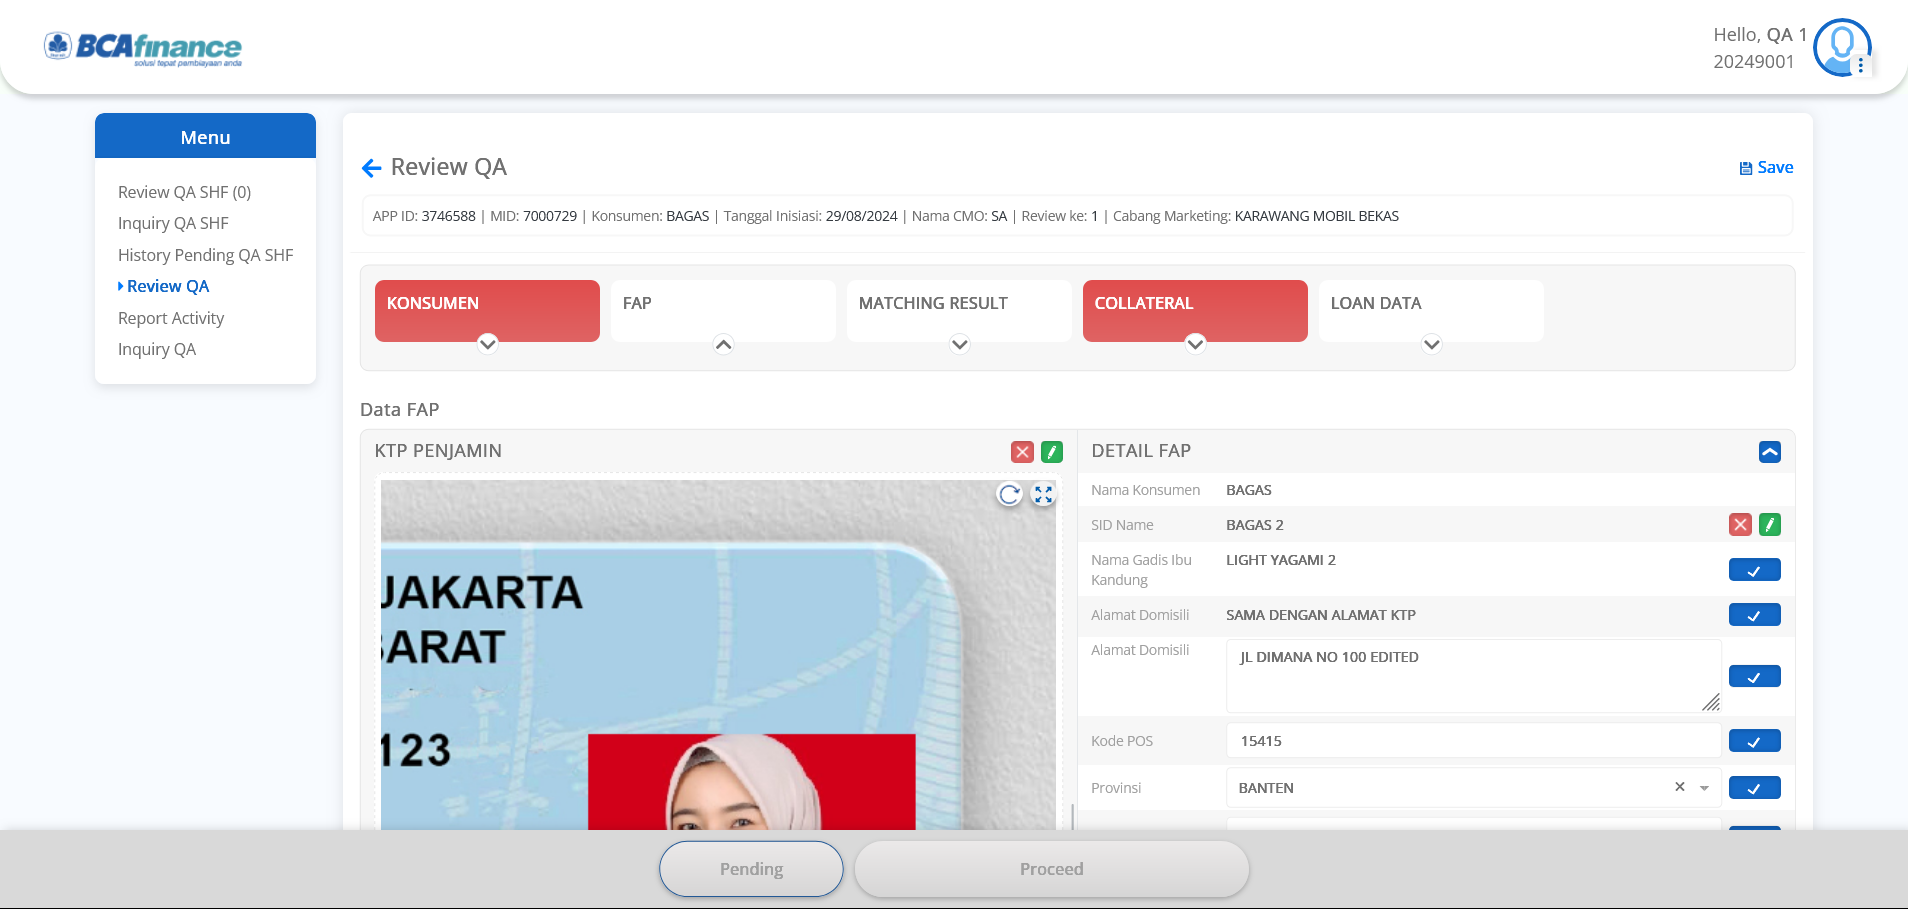 BCAfinance
solusi tepat pembiayaan anda
Hello, QA 1
20249001
Menu
Review QA SHF (0)
Inquiry QA SHF
History Pending QA SHF
Review QA
Report Activity
Inquiry QA
Review QA
Save
APP ID: 3746588 | MID: 7000729 | Konsumen: BAGAS | Tanggal Inisiasi: 29/08/2024 | Nama CMO: SA | Review ke: 1 | Cabang Marketing: KARAWANG MOBIL BEKAS
KONSUMEN
FAP
MATCHING RESULT
COLLATERAL
LOAN DATA
Data FAP
KTP PENJAMIN
JAKARTA
BARAT
123
DETAIL FAP
Nama Konsumen BAGAS
SID Name BAGAS 2
Nama Gadis Ibu Kandung LIGHT YAGAMI 2
Alamat Domisili SAMA DENGAN ALAMAT KTP
Alamat Domisili JL DIMANA NO 100 EDITED
Kode POS 15415
Provinsi BANTEN
Pending
Proceed